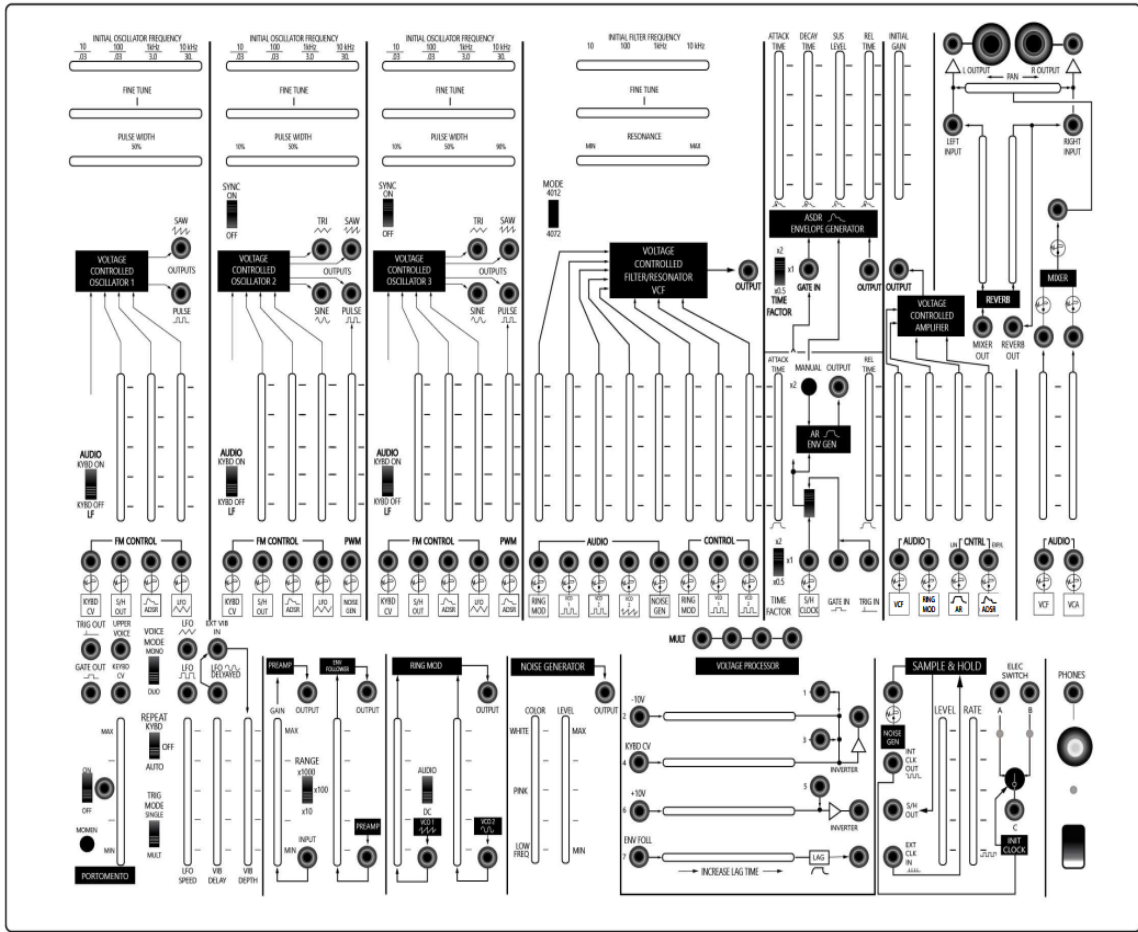 INITIAL OSCILLATOR FREQUENCY
10 100 1kHz 10 kHz
.03 .03 3.0 30.
FINE TUNE
PULSE WIDTH
50%
SAW
VOLTAGE
CONTROLLED
OSCILLATOR 1
OUTPUTS
PULSE
AUDIO
KYBD ON
KYBD OFF
LF
FM CONTROL
KYBD
CV
S/H
OUT
ADSR
LFO
INITIAL OSCILLATOR FREQUENCY
10 100 1kHz 10 kHz
.03 .03 3.0 30.
FINE TUNE
PULSE WIDTH
10% 50%
SYNC
ON
OFF
TRI SAW
VOLTAGE
CONTROLLED
OSCILLATOR 2
OUTPUTS
SINE PULSE
AUDIO
KYBD ON
KYBD OFF
LF
FM CONTROL PWM
KYBD
CV
S/H
OUT
ADSR
LFO
NOISE
GEN
INITIAL OSCILLATOR FREQUENCY
10 100 1kHz 10 kHz
.03 .03 3.0 30.
FINE TUNE
PULSE WIDTH
10% 50% 90%
SYNC
ON
OFF
TRI SAW
VOLTAGE
CONTROLLED
OSCILLATOR 3
OUTPUTS
SINE PULSE
AUDIO
KYBD ON
KYBD OFF
LF
FM CONTROL PWM
KYBD
CV
S/H
OUT
ADSR
LFO
ADSR
INITIAL FILTER FREQUENCY
10 100 1kHz 10 kHz
FINE TUNE
RESONANCE
MIN MAX
MODE
4012
4072
VOLTAGE
CONTROLLED
FILTER/RESONATOR
VCF
OUTPUT
AUDIO CONTROL
RING
MOD
NOISE
GEN
RING
MOD
ATTACK
TIME
DECAY
TIME
SUS
LEVEL
REL
TIME
ASDR
ENVELOPE GENERATOR
x2
x1
x0.5
TIME
FACTOR
GATE IN
OUTPUT
ATTACK
TIME
MANUAL
OUTPUT
REL
TIME
x2
AR
ENV GEN
x2
x1
x0.5
TIME
FACTOR
S/H
CLOCK
GATE IN
TRIG IN
INITIAL
GAIN
OUTPUT
VOLTAGE
CONTROLLED
AMPLIFIER
AUDIO
LIN CNTRL
VCF
RING
MOD
AR
ADSR
L OUTPUT R OUTPUT
PAN
LEFT
INPUT
RIGHT
INPUT
REVERB
MIXER
OUT
REVERB
OUT
MIXER
AUDIO
VCF VCA
TRIG OUT
UPPER
VOICE
VOICE
MODE
MONO
DUO
LFO
EXT VIB
IN
GATE OUT
KEYBD
CV
LFO
LFO
DELAYED
MAX
ON
OFF
MOMEN
MIN
PORTOMENTO
REPEAT
KYBD
OFF
AUTO
TRIG
MODE
SINGLE
MULT
LFO
SPEED
VIB
DELAY
VIB
DEPTH
PREAMP
GAIN
OUTPUT
MAX
RANGE
x1000
x100
x10
INPUT
MIN
ENV
FOLLOWER
OUTPUT
PREAMP
RING MOD
OUTPUT
AUDIO
DC
VCO 1
VCO 2
NOISE GENERATOR
COLOR LEVEL
OUTPUT
WHITE MAX
PINK
LOW
FREQ
MIN
MULT
VOLTAGE PROCESSOR
-10V
1
2
3
KYBD CV
4
INVERTER
+10V
5
6
INVERTER
ENV FOLL
7
LAG
INCREASE LAG TIME
SAMPLE & HOLD
LEVEL RATE
NOISE
GEN
INT
CLK
OUT
S/H
OUT
EXT
CLK
IN
ELEC
SWITCH
A B
C
INIT
CLOCK
PHONES